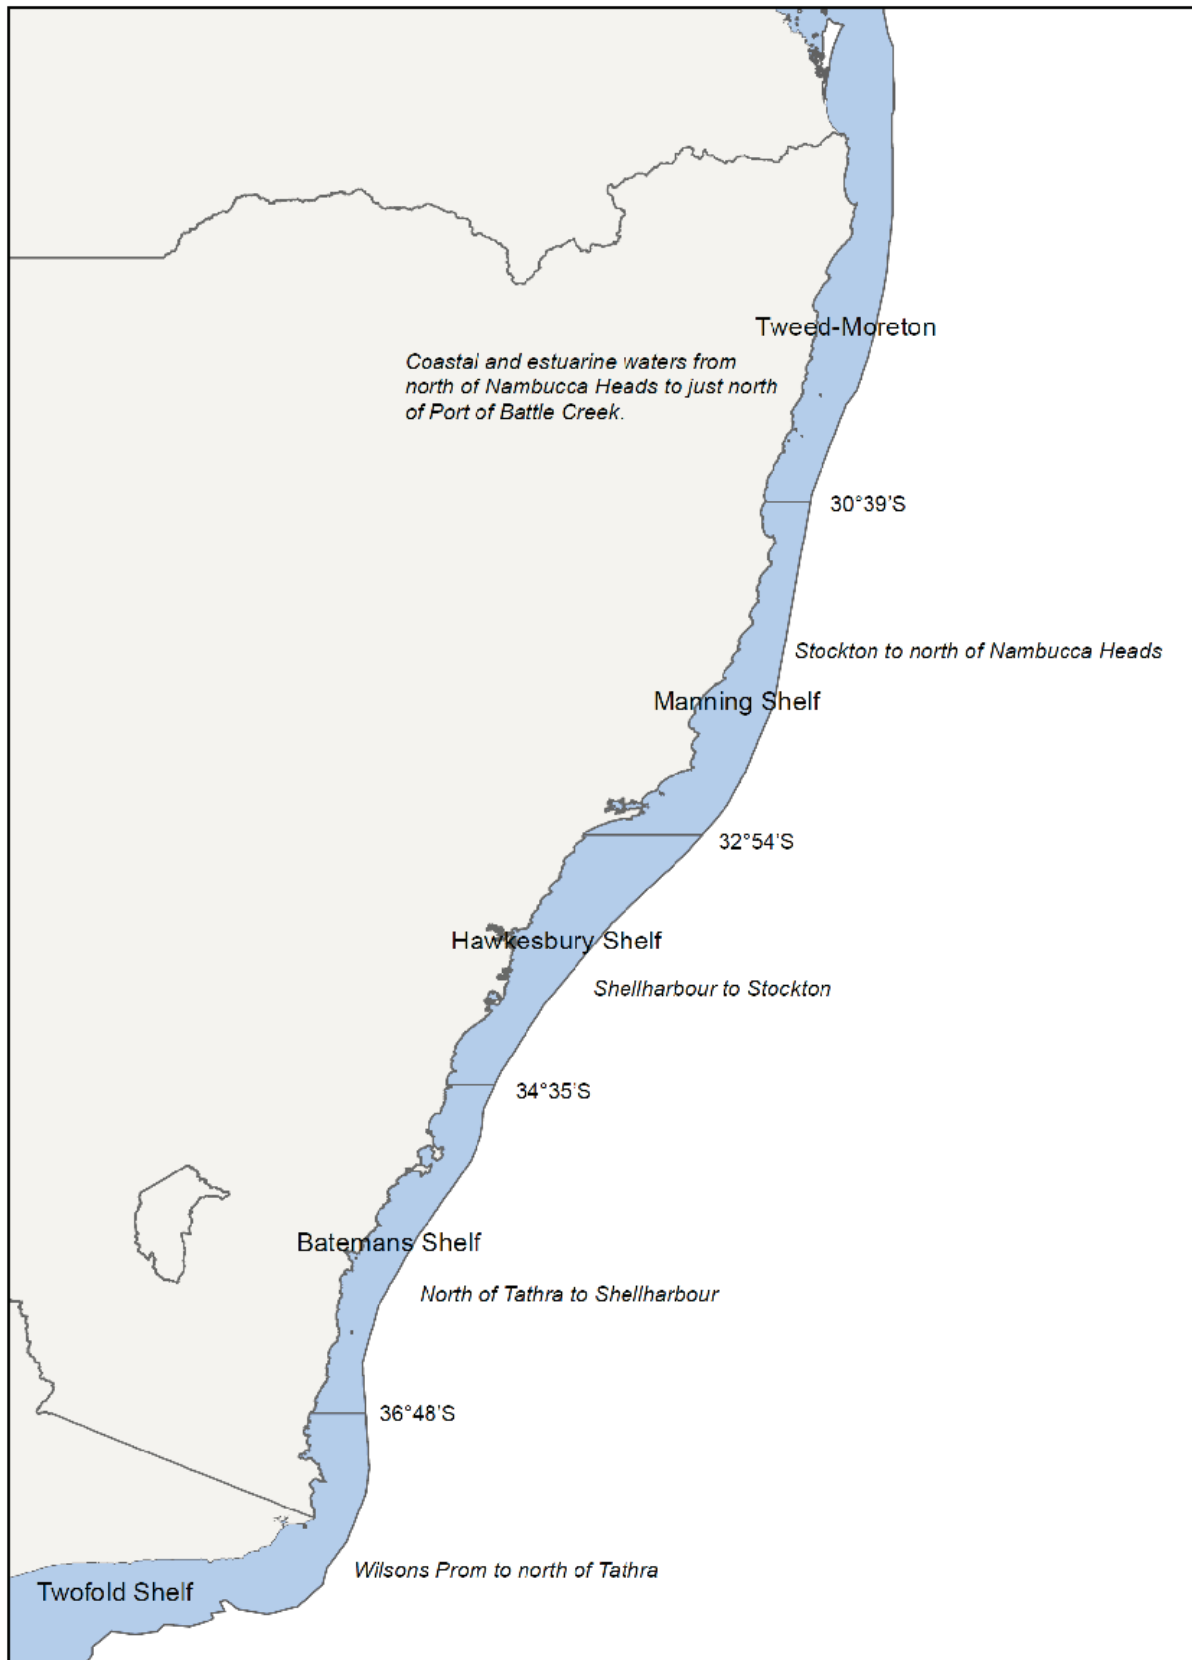 Tweed-Moreton
Coastal and estuarine waters from
north of Nambucca Heads to just north
of Port of Battle Creek.
30°39'S
Stockton to north of Nambucca Heads
Manning Shelf
32°54'S
Hawkesbury Shelf
Shellharbour to Stockton
34°35'S
Batemans Shelf
North of Tathra to Shellharbour
36°48'S
Wilsons Prom to north of Tathra
Twofold Shelf